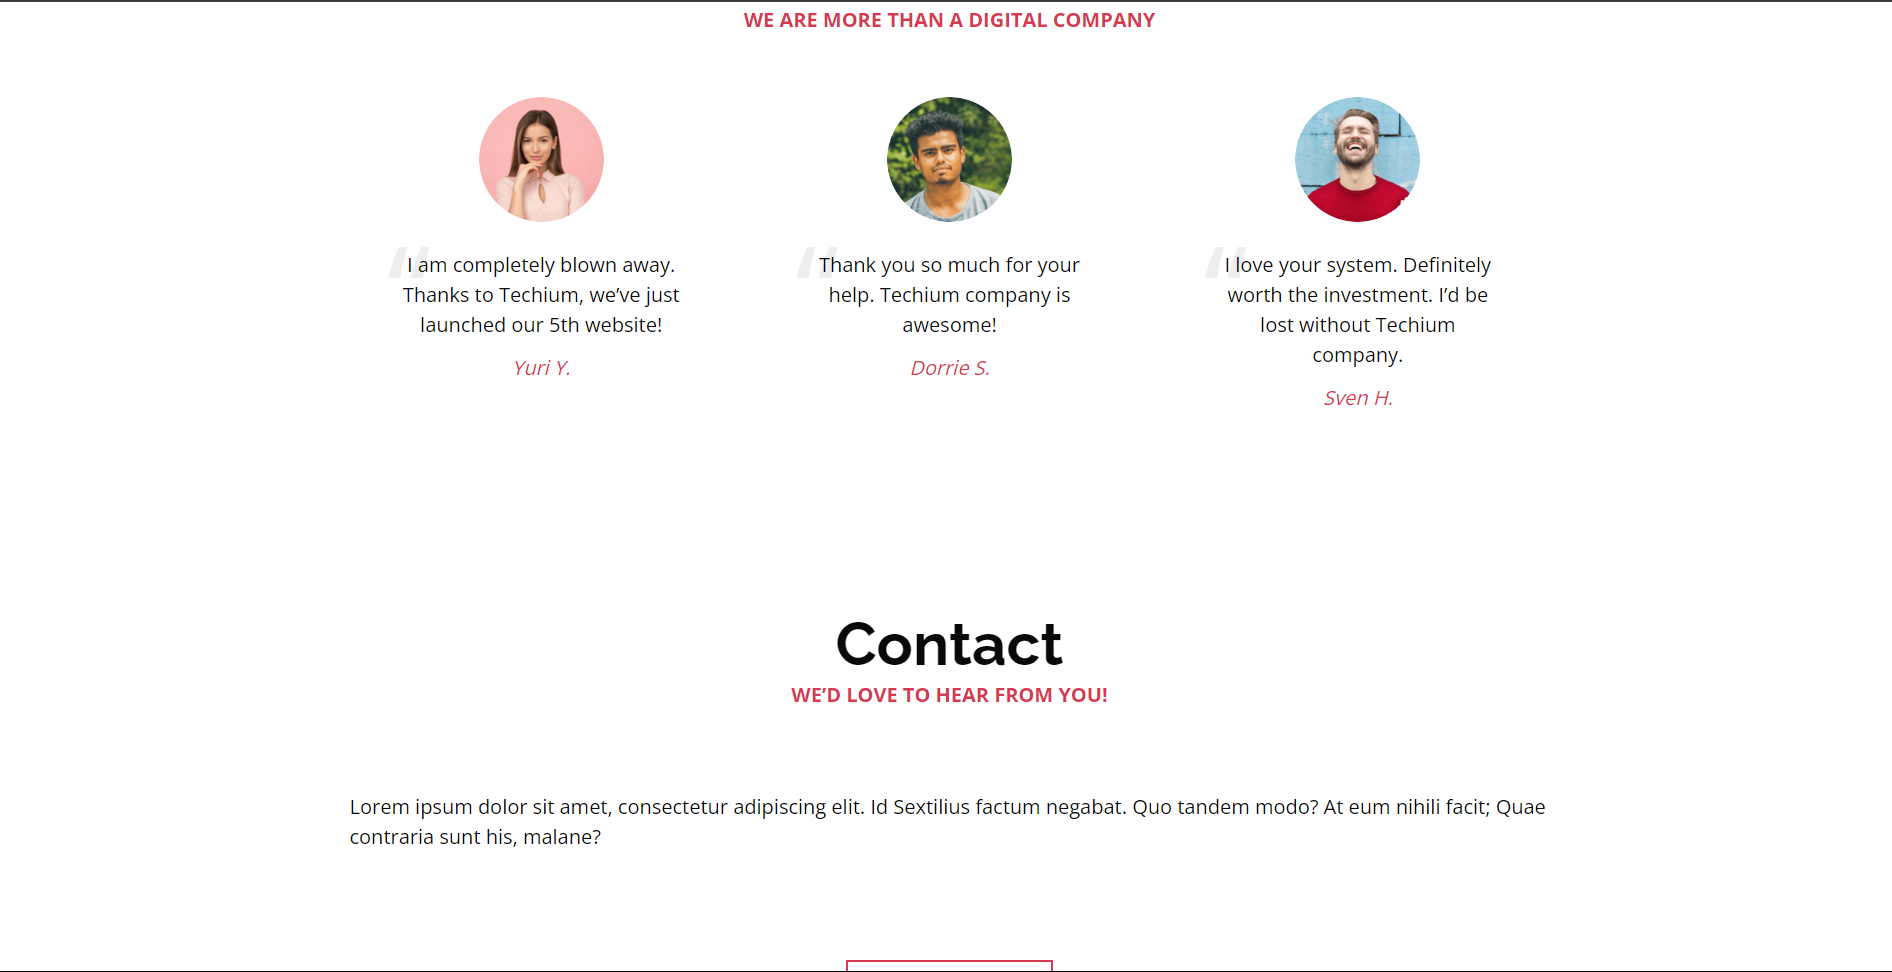 WE ARE MORE THAN A DIGITAL COMPANY
“
I am completely blown away.
Thanks to Techium, we’ve just
launched our 5th website!
Yuri Y.
“
Thank you so much for your
help. Techium company is
awesome!
Dorrie S.
“
I love your system. Definitely
worth the investment. I’d be
lost without Techium
company.
Sven H.
Contact
WE’D LOVE TO HEAR FROM YOU!
Lorem ipsum dolor sit amet, consectetur adipiscing elit. Id Sextilius factum negabat. Quo tandem modo? At eum nihili facit; Quae
contraria sunt his, malane?